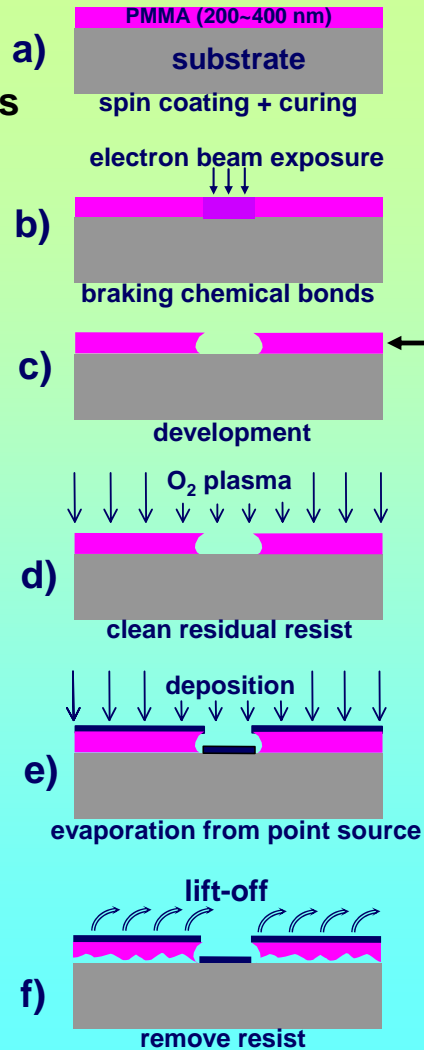 PMMA (200~400 nm)
a)
substrate
s
spin coating + curing
electron beam exposure
b)
braking chemical bonds
c)
development
O₂ plasma
d)
clean residual resist
deposition
e)
evaporation from point source
lift-off
f)
remove resist